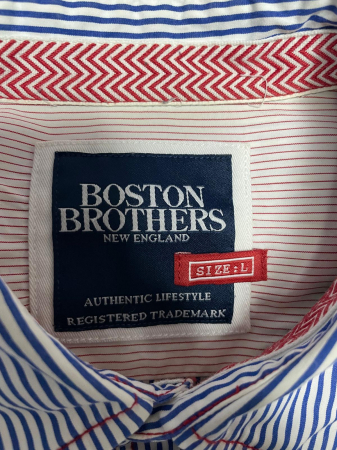 BOSTON
BROTHERS
NEW ENGLAND
SIZE:L
AUTHENTIC LIFESTYLE
REGISTERED TRADEMARK